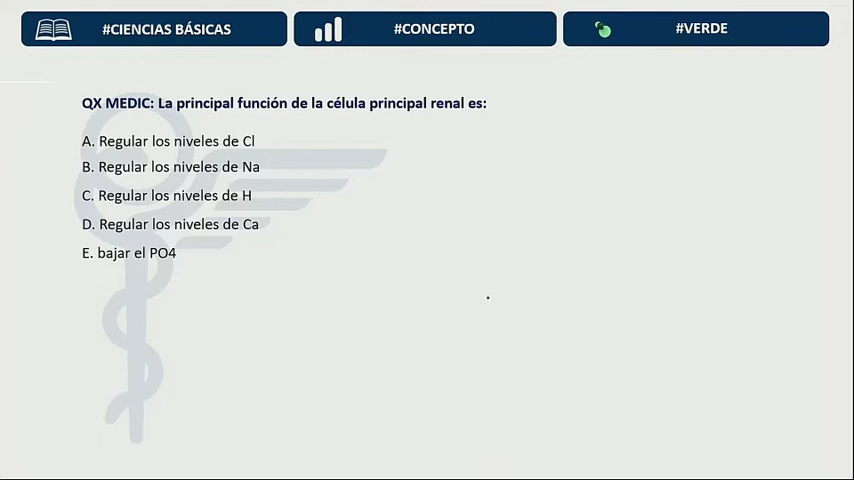 #CIENCIAS BÁSICAS
#CONCEPTO
#VERDE
QX MEDIC: La principal función de la célula principal renal es:
A. Regular los niveles de Cl
B. Regular los niveles de Na
C. Regular los niveles de H
D. Regular los niveles de Ca
E. bajar el PO4